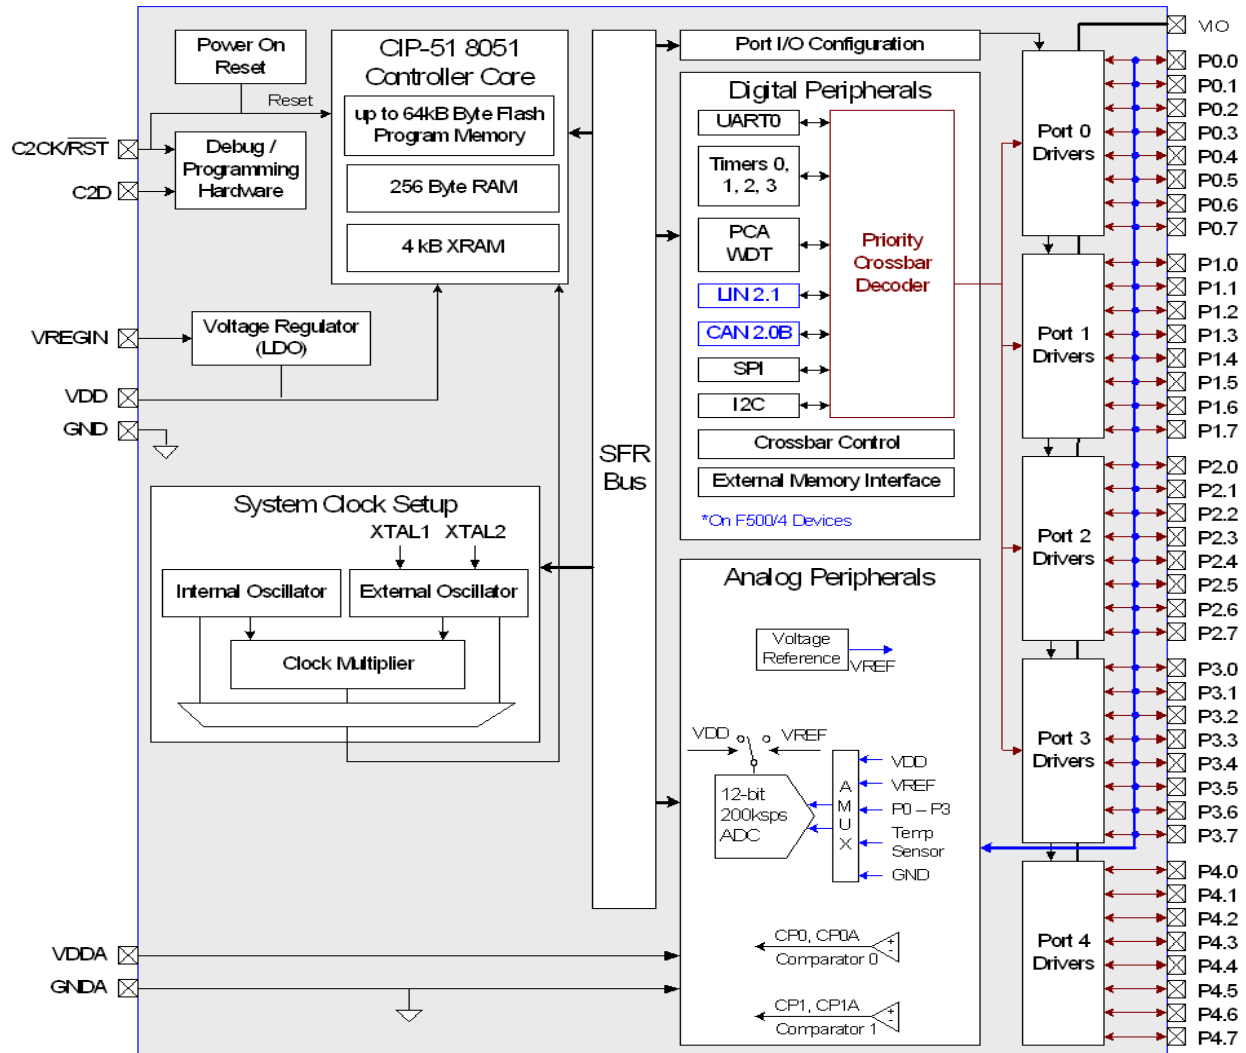 Power On
Reset
Reset
C2CK/RST
C2D
Debug /
Programming
Hardware
CIP-51 8051
Controller Core
up to 64kB Byte Flash
Program Memory
256 Byte RAM
4 kB XRAM
VREGIN
Voltage Regulator
(LDO)
VDD
GND
System Clock Setup
XTAL1
XTAL2
Internal Oscillator
External Oscillator
Clock Multiplier
VDDA
GNDA
SFR
Bus
Port I/O Configuration
Digital Peripherals
UART0
Timers 0,
1, 2, 3
PCA
WDT
LIN 2.1
CAN 2.0B
SPI
I2C
Priority
Crossbar
Decoder
Crossbar Control
External Memory Interface
*On F500/4 Devices
Analog Peripherals
Voltage
Reference
VREF
VDD
VREF
12-bit
200ksps
ADC
A
M
U
X
VDD
VREF
P0 – P3
Temp
Sensor
GND
CP0, CP0A
Comparator 0
CP1, CP1A
Comparator 1
+
-
+
-
Port 0
Drivers
Port 1
Drivers
Port 2
Drivers
Port 3
Drivers
Port 4
Drivers
VIO
P0.0
P0.1
P0.2
P0.3
P0.4
P0.5
P0.6
P0.7
P1.0
P1.1
P1.2
P1.3
P1.4
P1.5
P1.6
P1.7
P2.0
P2.1
P2.2
P2.3
P2.4
P2.5
P2.6
P2.7
P3.0
P3.1
P3.2
P3.3
P3.4
P3.5
P3.6
P3.7
P4.0
P4.1
P4.2
P4.3
P4.4
P4.5
P4.6
P4.7